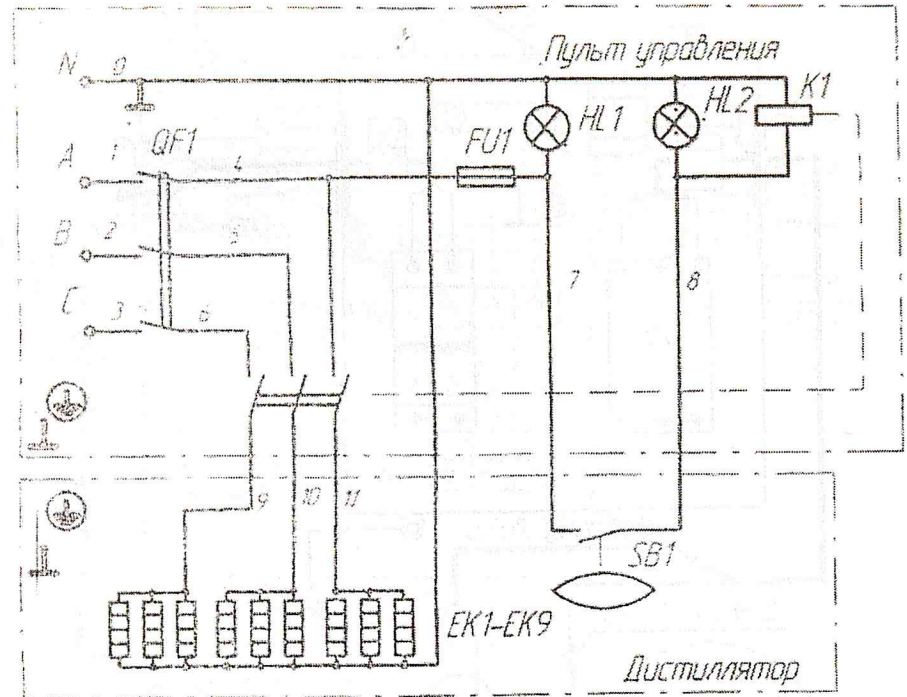 Пульт управления
N 0
HL1
HL2
K1
A 1
QF1
4
FU1
B 2
5
7
8
C 3
6
9
10
11
SB1
EK1-EK9
Дистиллятор